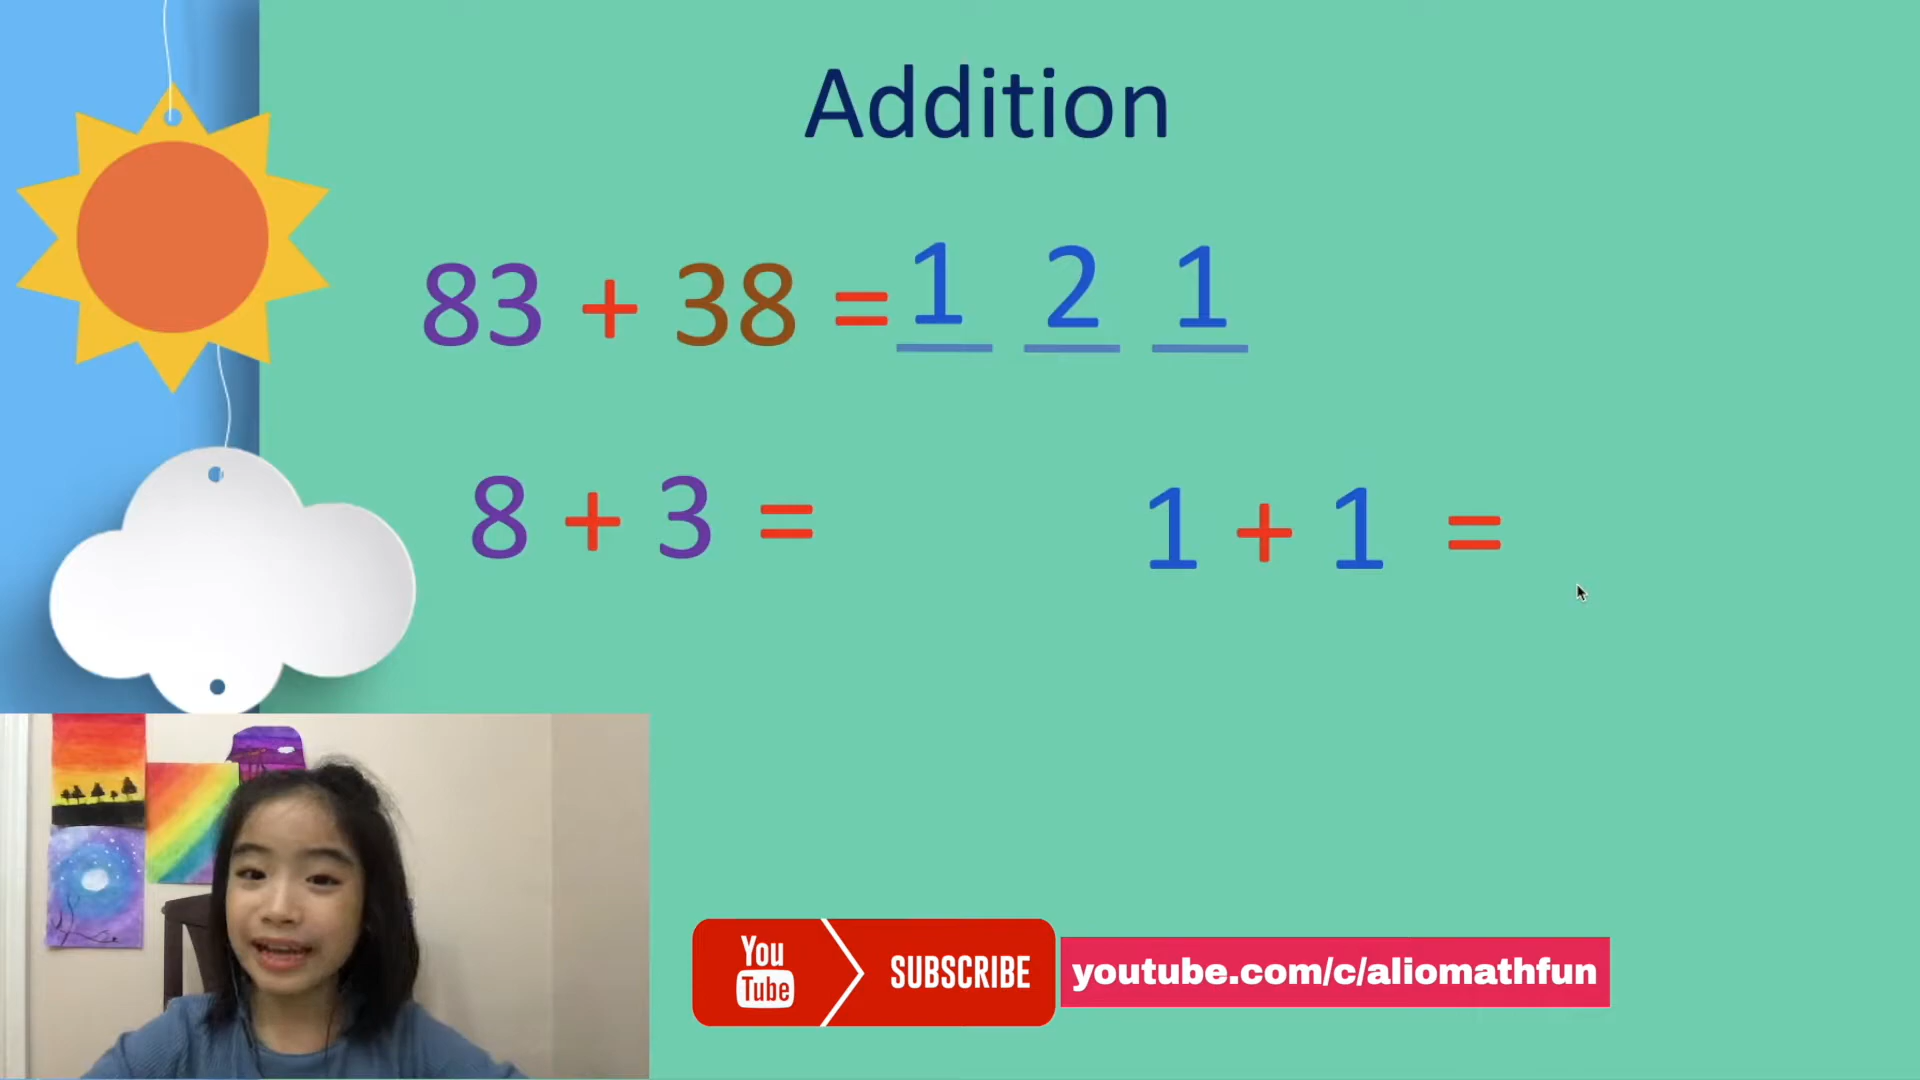 Addition
83 + 38 = 1 2 1
8 + 3 =
1 + 1 =
You
Tube
SUBSCRIBE
youtube.com/c/aliomathfun